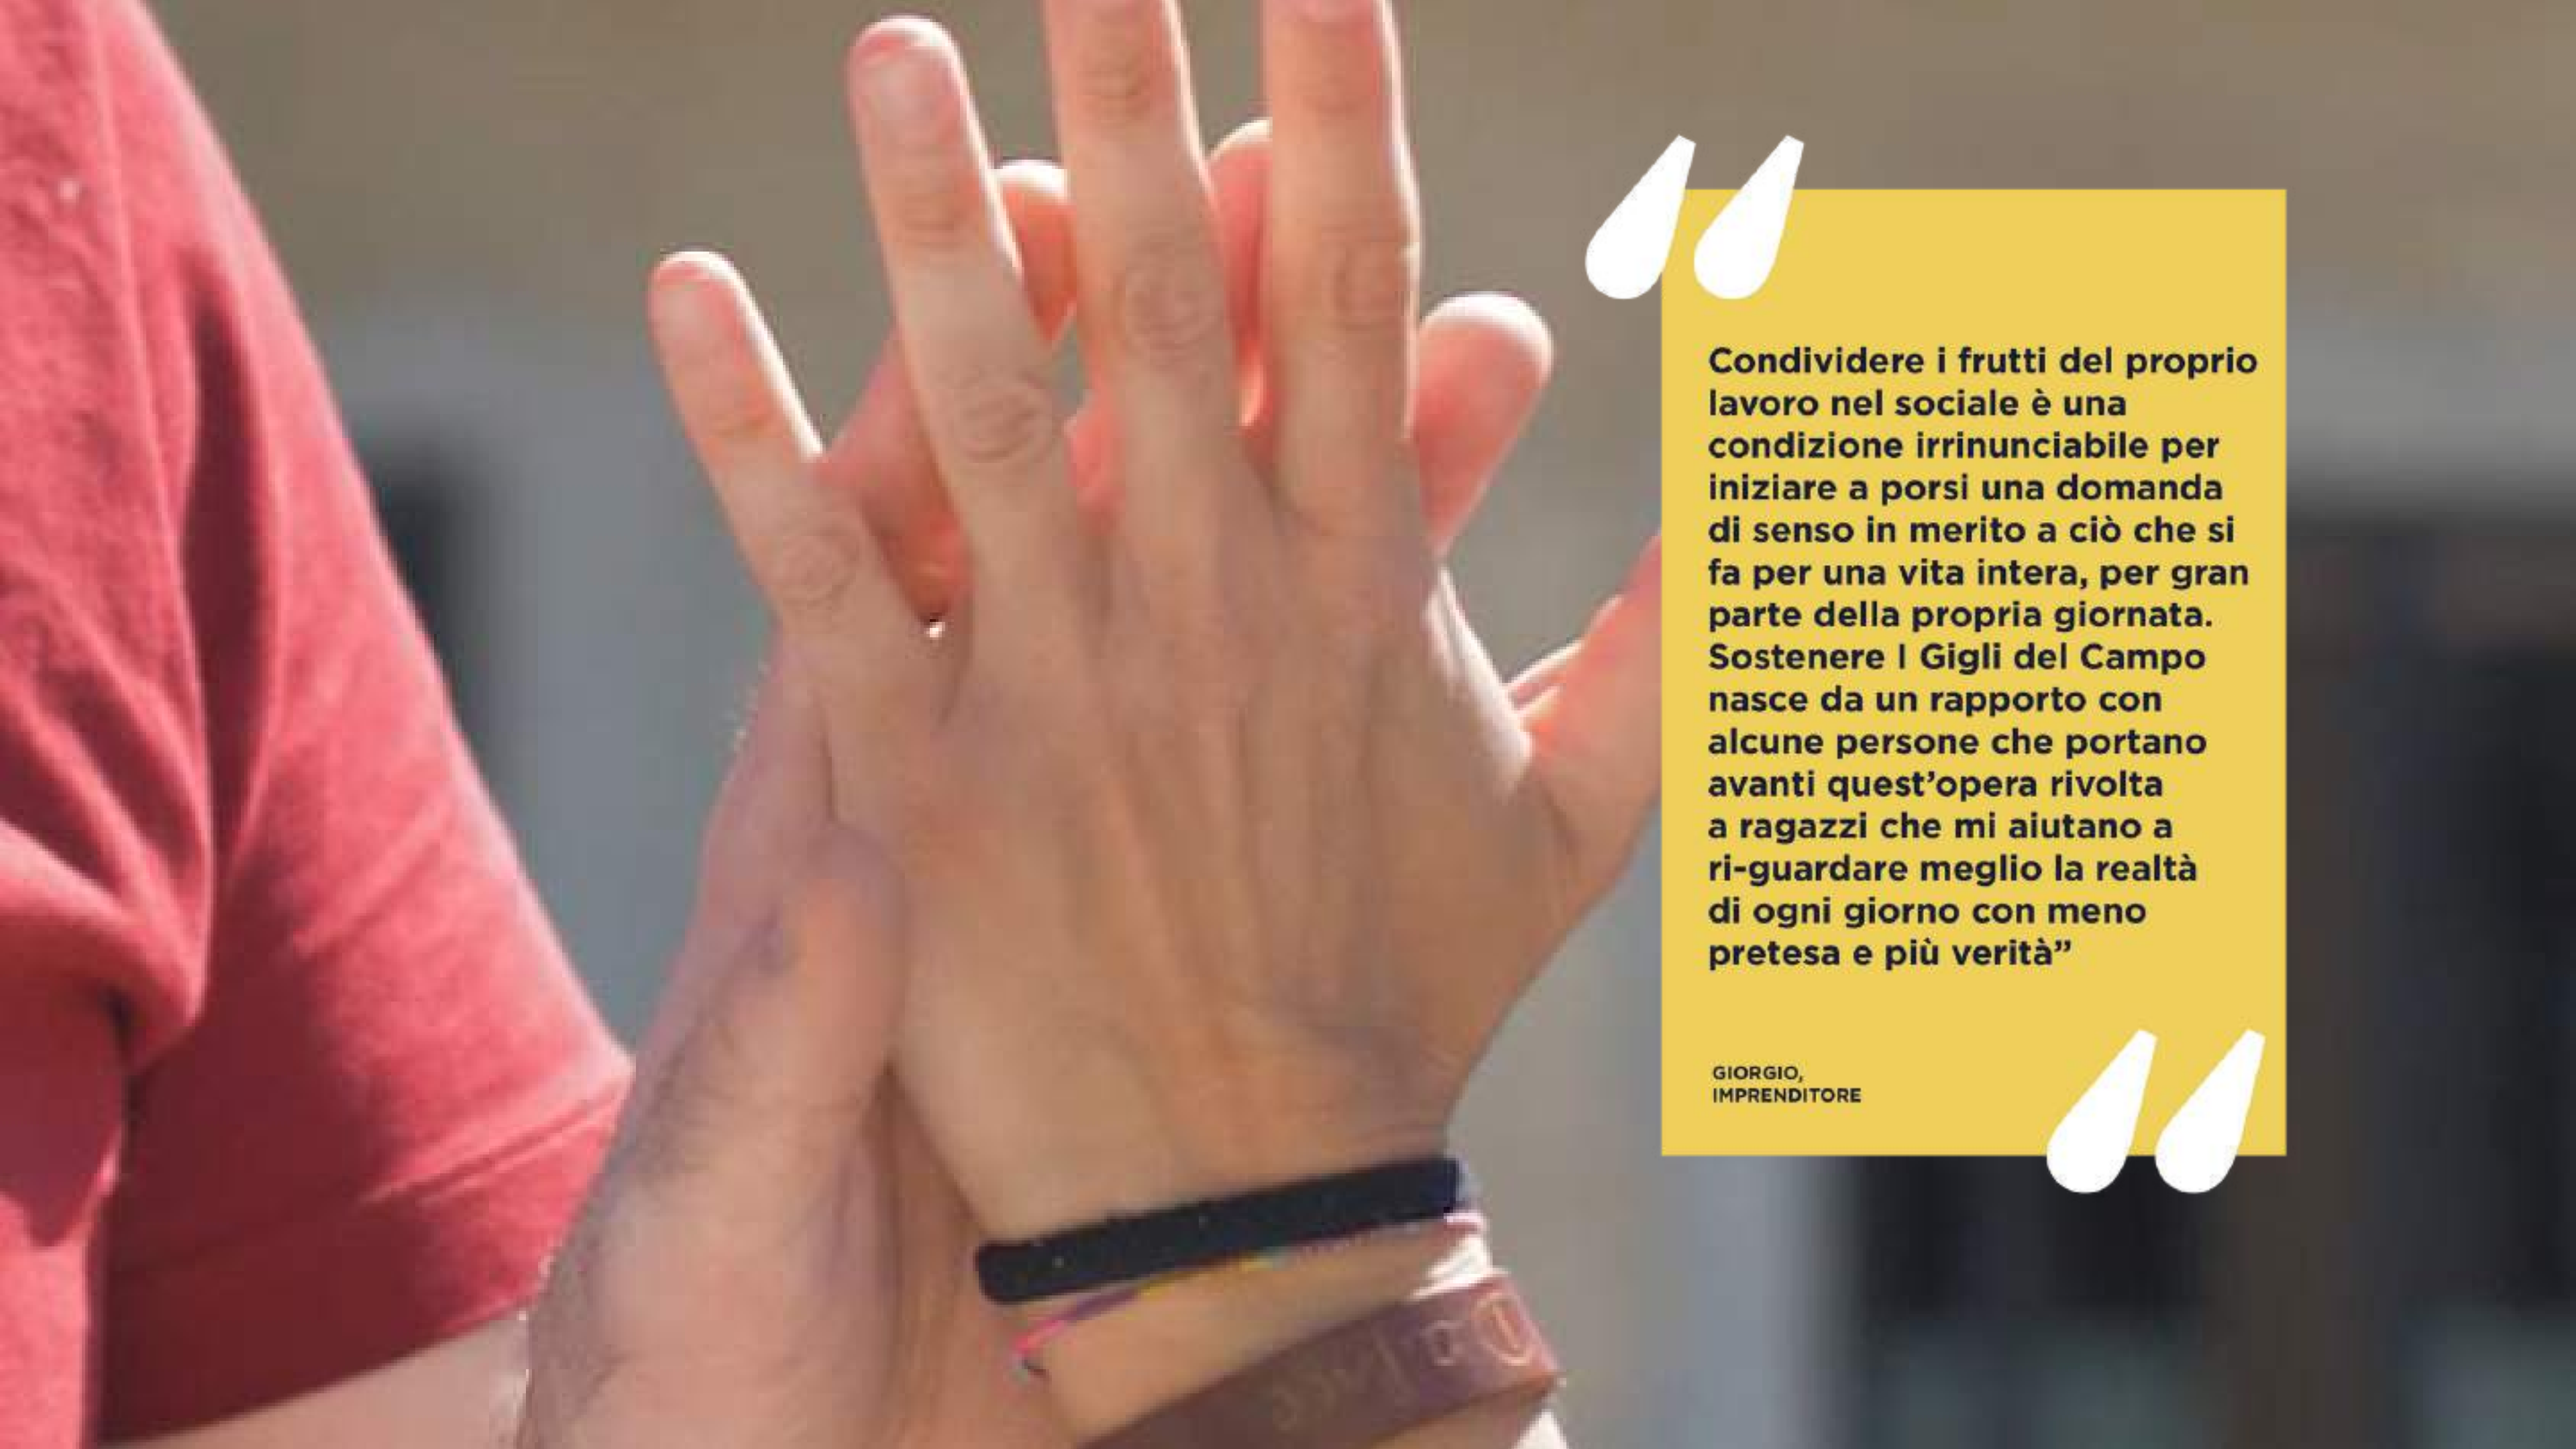 Condividere i frutti del proprio
lavoro nel sociale è una
condizione irrinunciabile per
iniziare a porsi una domanda
di senso in merito a ciò che si
fa per una vita intera, per gran
parte della propria giornata.
Sostenere I Gigli del Campo
nasce da un rapporto con
alcune persone che portano
avanti quest’opera rivolta
a ragazzi che mi aiutano a
ri-guardare meglio la realtà
di ogni giorno con meno
pretesa e più verità”
GIORGIO,
IMPRENDITORE